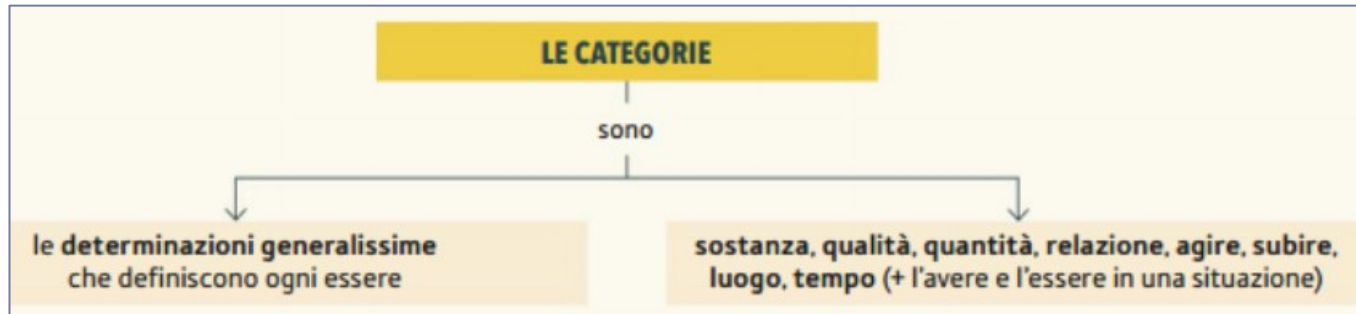 LE CATEGORIE
sono
le determinazioni generalissime
che definiscono ogni essere
sostanza, qualità, quantità, relazione, agire, subire,
luogo, tempo (+ l'avere e l'essere in una situazione)